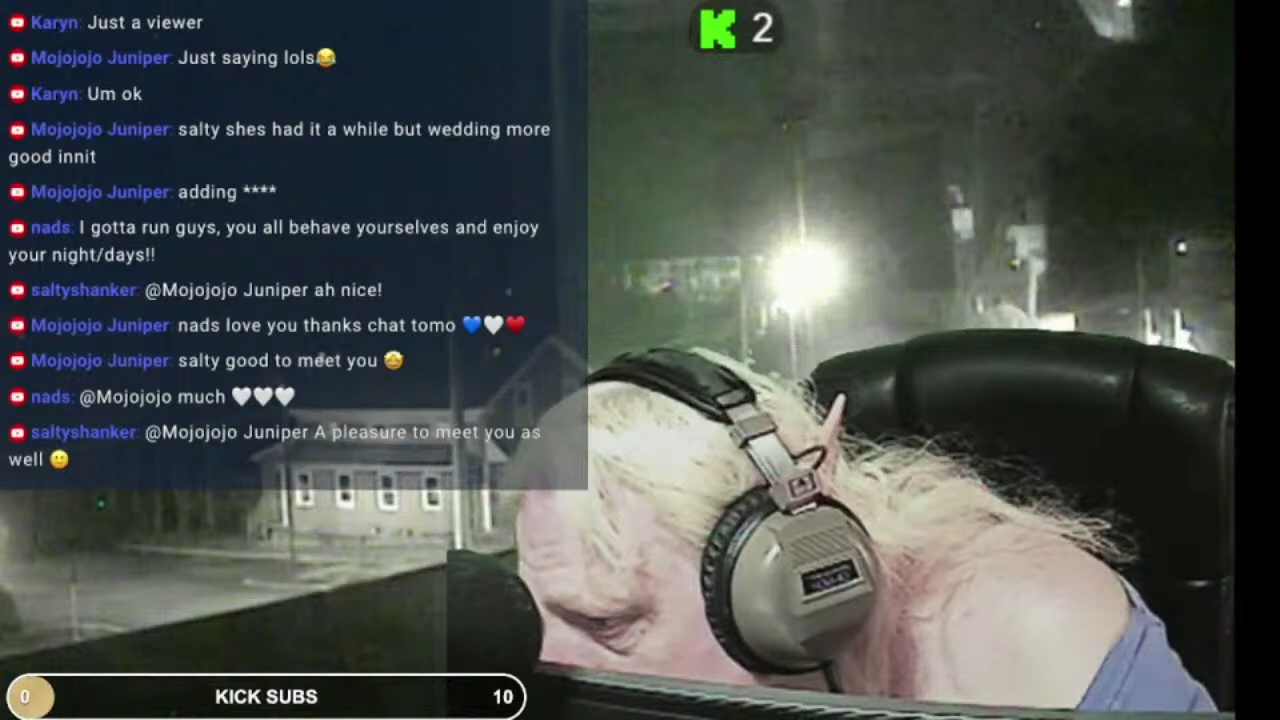 K 2
Karyn: Just a viewer
Mojojojo Juniper: Just saying lols😂
Karyn: Um ok
Mojojojo Juniper: salty shes had it a while but wedding more
good innit
Mojojojo Juniper: adding ****
nads: I gotta run guys, you all behave yourselves and enjoy
your night/days!!
saltyshanker: @Mojojojo Juniper ah nice!
Mojojojo Juniper: nads love you thanks chat tomo 💙🤍❤️
Mojojojo Juniper: salty good to meet you 🤩
nads: @Mojojojo much 🤍🤍🤍
saltyshanker: @Mojojojo Juniper A pleasure to meet you as
well 🙂
0 KICK SUBS 10